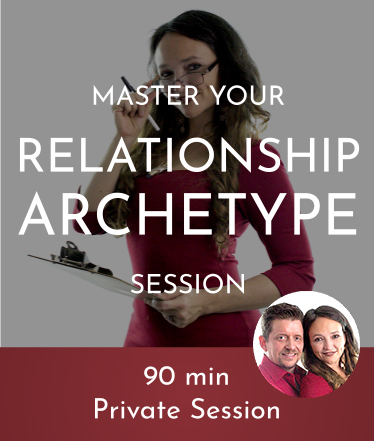 MASTER YOUR
RELATIONSHIP
ARCHETYPE
SESSION
90 min
Private Session